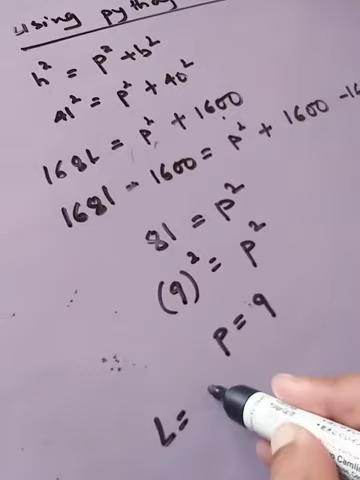 using pythag
h² = p² + b²
41² = p² + 40²
1681 = p² + 1600
1681 - 1600 = p² + 1600 - 16
81 = p²
(9)² = p²
p = 9
L =